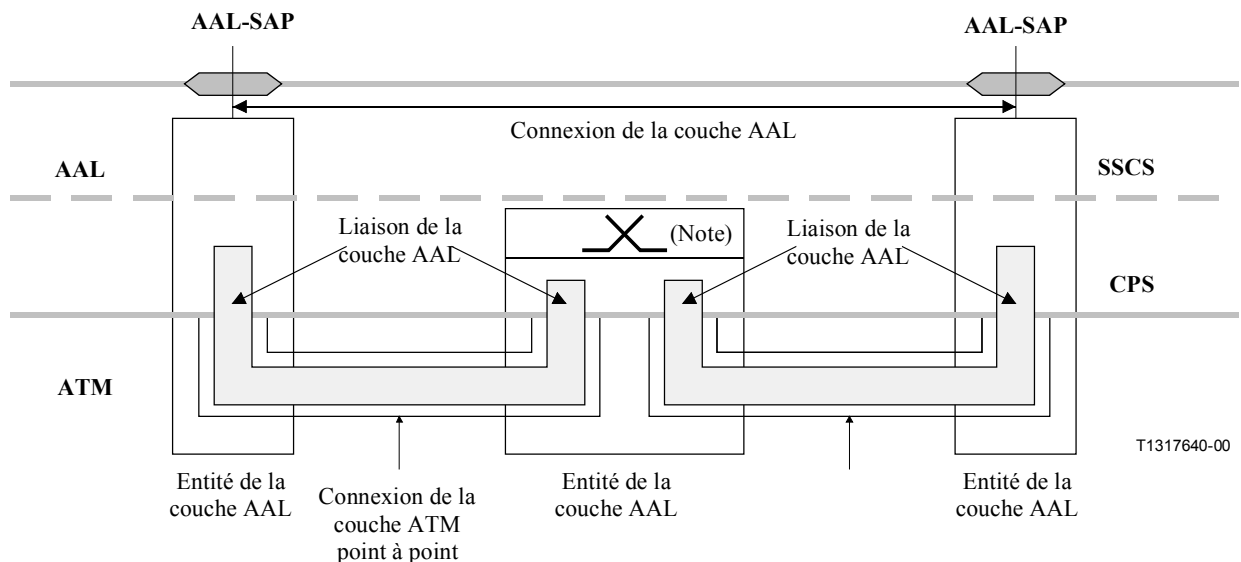 AAL-SAP
AAL-SAP
Connexion de la couche AAL
AAL
SSCS
Liaison de la
couche AAL
(Note)
Liaison de la
couche AAL
CPS
ATM
T1317640-00
Entité de la
couche AAL
Connexion de la
couche ATM
point à point
Entité de la
couche AAL
Entité de la
couche AAL